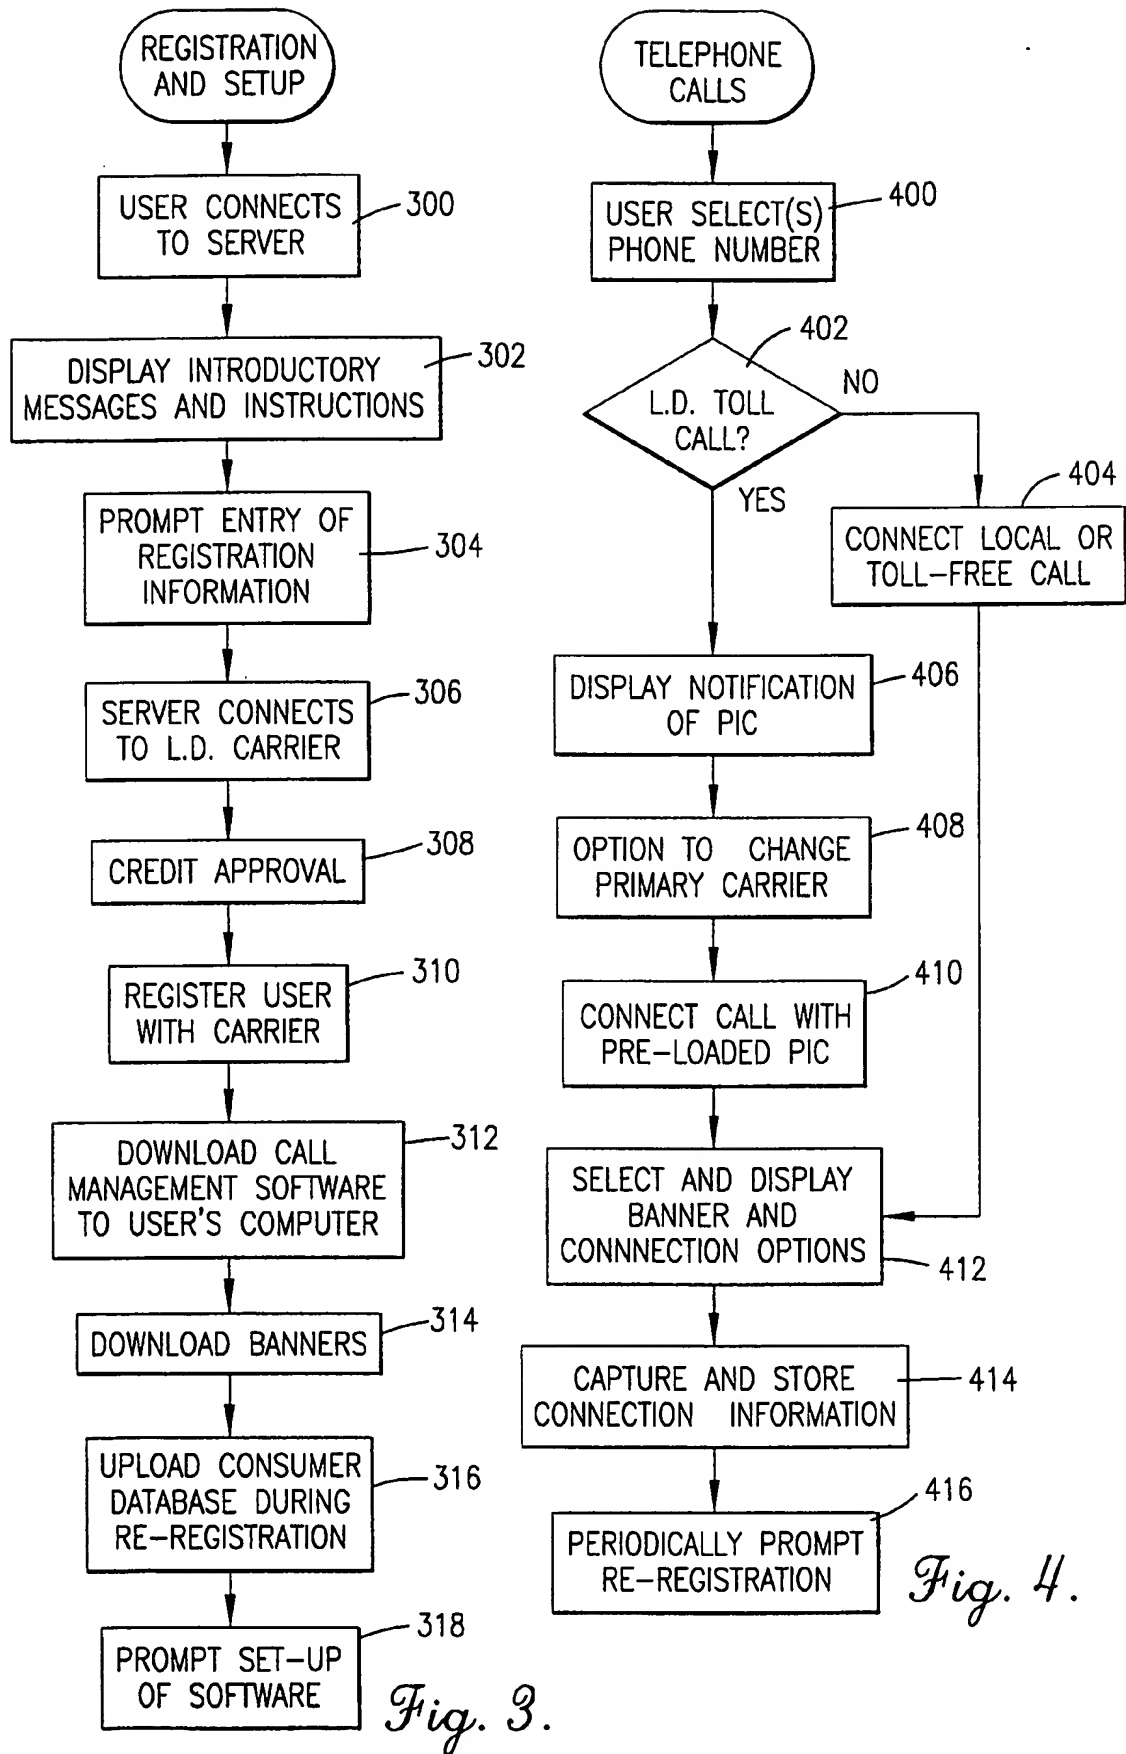 REGISTRATION
AND SETUP
USER CONNECTS
TO SERVER
300
DISPLAY INTRODUCTORY
MESSAGES AND INSTRUCTIONS
302
PROMPT ENTRY OF
REGISTRATION
INFORMATION
304
SERVER CONNECTS
TO L.D. CARRIER
306
CREDIT APPROVAL
308
REGISTER USER
WITH CARRIER
310
DOWNLOAD CALL
MANAGEMENT SOFTWARE
TO USER'S COMPUTER
312
DOWNLOAD BANNERS
314
UPLOAD CONSUMER
DATABASE DURING
RE-REGISTRATION
316
PROMPT SET-UP
OF SOFTWARE
318
Fig. 3.
TELEPHONE
CALLS
USER SELECT(S)
PHONE NUMBER
400
L.D. TOLL
CALL?
402
NO
YES
CONNECT LOCAL OR
TOLL-FREE CALL
404
DISPLAY NOTIFICATION
OF PIC
406
OPTION TO CHANGE
PRIMARY CARRIER
408
CONNECT CALL WITH
PRE-LOADED PIC
410
SELECT AND DISPLAY
BANNER AND
CONNNECTION OPTIONS
412
CAPTURE AND STORE
CONNECTION INFORMATION
414
PERIODICALLY PROMPT
RE-REGISTRATION
416
Fig. 4.